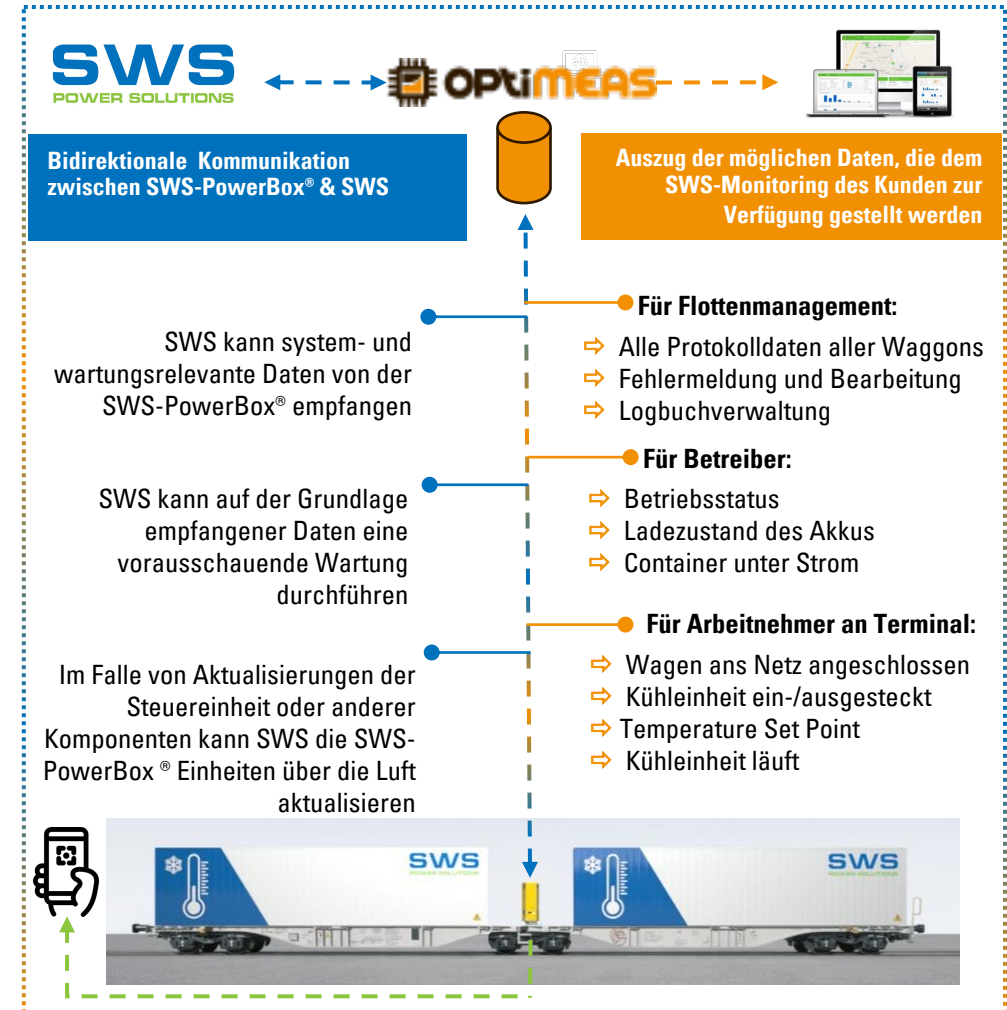 SWS
POWER SOLUTIONS
OPtiMEAS
Bidirektionale Kommunikation
zwischen SWS-PowerBox® & SWS
Auszug der möglichen Daten, die dem
SWS-Monitoring des Kunden zur
Verfügung gestellt werden
SWS kann system- und
wartungsrelevante Daten von der
SWS-PowerBox® empfangen
SWS kann auf der Grundlage
empfangener Daten eine
vorausschauende Wartung
durchführen
Im Falle von Aktualisierungen der
Steuereinheit oder anderer
Komponenten kann SWS die SWS-
PowerBox ® Einheiten über die Luft
aktualisieren
Für Flottenmanagement:
⇨ Alle Protokolldaten aller Waggons
⇨ Fehlermeldung und Bearbeitung
⇨ Logbuchverwaltung
Für Betreiber:
⇨ Betriebsstatus
⇨ Ladezustand des Akkus
⇨ Container unter Strom
Für Arbeitnehmer an Terminal:
⇨ Wagen ans Netz angeschlossen
⇨ Kühleinheit ein-/ausgesteckt
⇨ Temperature Set Point
⇨ Kühleinheit läuft
SWS
POWER SOLUTIONS
SWS
POWER SOLUTIONS